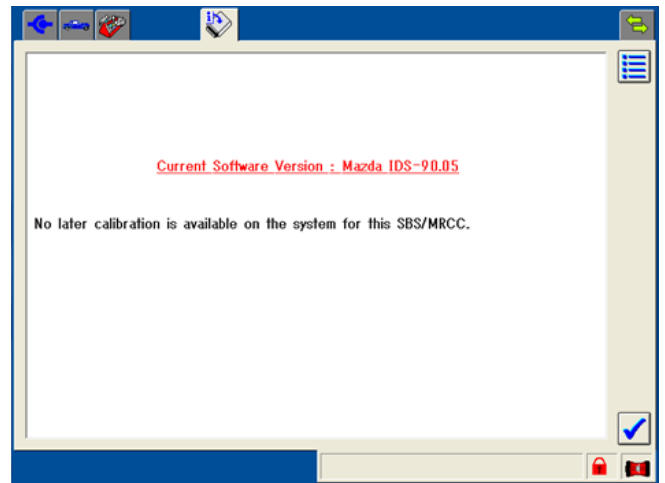 Current Software Version : Mazda IDS-90.05
No later calibration is available on the system for this SBS/MRCC.